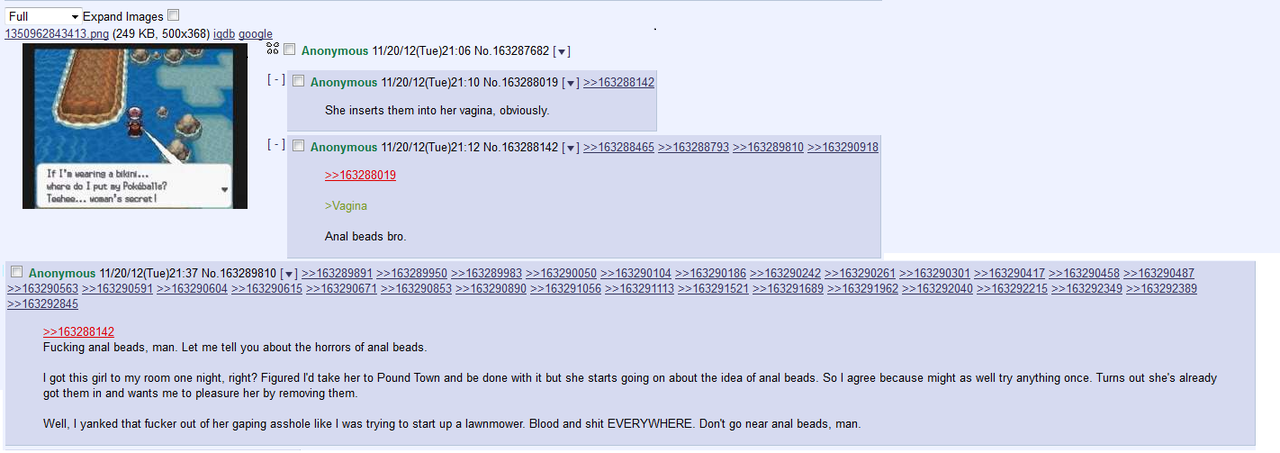 Full Expand Images
1350962843413.png (249 KB, 500x368) iqdb google
Anonymous 11/20/12(Tue)21:06 No.163287682 [▼]
If I'm wearing a bikini...
where do I put my Pokéballs?
Teehee... woman's secret!
[ - ] Anonymous 11/20/12(Tue)21:10 No.163288019 [▼] >>163288142
She inserts them into her vagina, obviously.
[ - ] Anonymous 11/20/12(Tue)21:12 No.163288142 [▼] >>163288465 >>163288793 >>163289810 >>163290918
>>163288019
>Vagina
Anal beads bro.
Anonymous 11/20/12(Tue)21:37 No.163289810 [▼] >>163289891 >>163289950 >>163289983 >>163290050 >>163290104 >>163290186 >>163290242 >>163290261 >>163290301 >>163290417 >>163290458 >>163290487
>>163290563 >>163290591 >>163290604 >>163290615 >>163290671 >>163290853 >>163290890 >>163291056 >>163291113 >>163291521 >>163291689 >>163291962 >>163292040 >>163292215 >>163292349 >>163292389
>>163292845
>>163288142
Fucking anal beads, man. Let me tell you about the horrors of anal beads.
I got this girl to my room one night, right? Figured I'd take her to Pound Town and be done with it but she starts going on about the idea of anal beads. So I agree because might as well try anything once. Turns out she's already
got them in and wants me to pleasure her by removing them.
Well, I yanked that fucker out of her gaping asshole like I was trying to start up a lawnmower. Blood and shit EVERYWHERE. Don't go near anal beads, man.